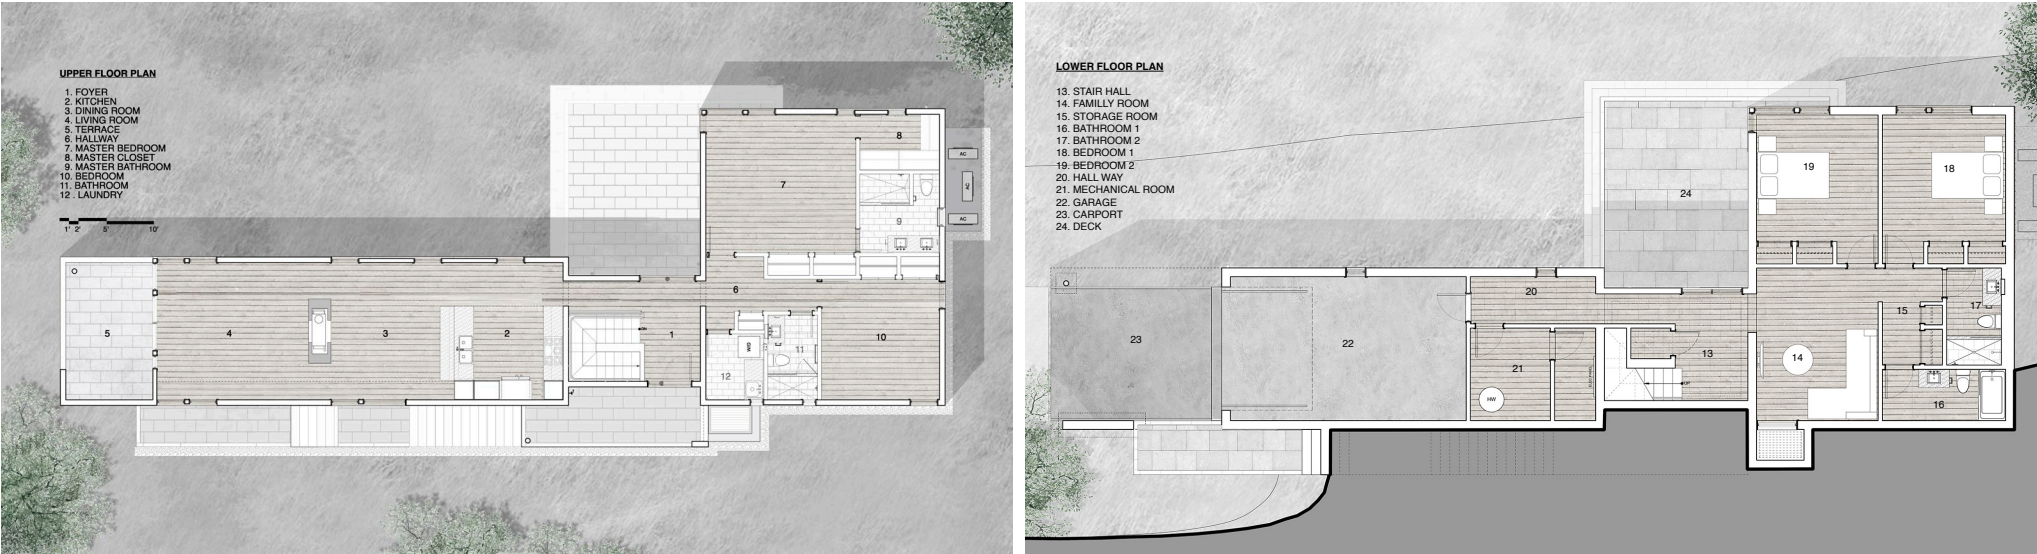 UPPER FLOOR PLAN
1. FOYER
2. KITCHEN
3. DINING ROOM
4. LIVING ROOM
5. TERRACE
6. HALLWAY
7. MASTER BEDROOM
8. MASTER CLOSET
9. MASTER BATHROOM
10. BEDROOM
11. BATHROOM
12 . LAUNDRY
1' 2' 5' 10'
8
AC
AC
AC
7
9
6
5
4
3
2
1
10
11
W/D
12
LOWER FLOOR PLAN
13. STAIR HALL
14. FAMILLY ROOM
15. STORAGE ROOM
16. BATHROOM 1
17. BATHROOM 2
18. BEDROOM 1
19. BEDROOM 2
20. HALL WAY
21. MECHANICAL ROOM
22. GARAGE
23. CARPORT
24. DECK
19
18
24
20
17
15
23
22
13
14
21
UP
HW
16